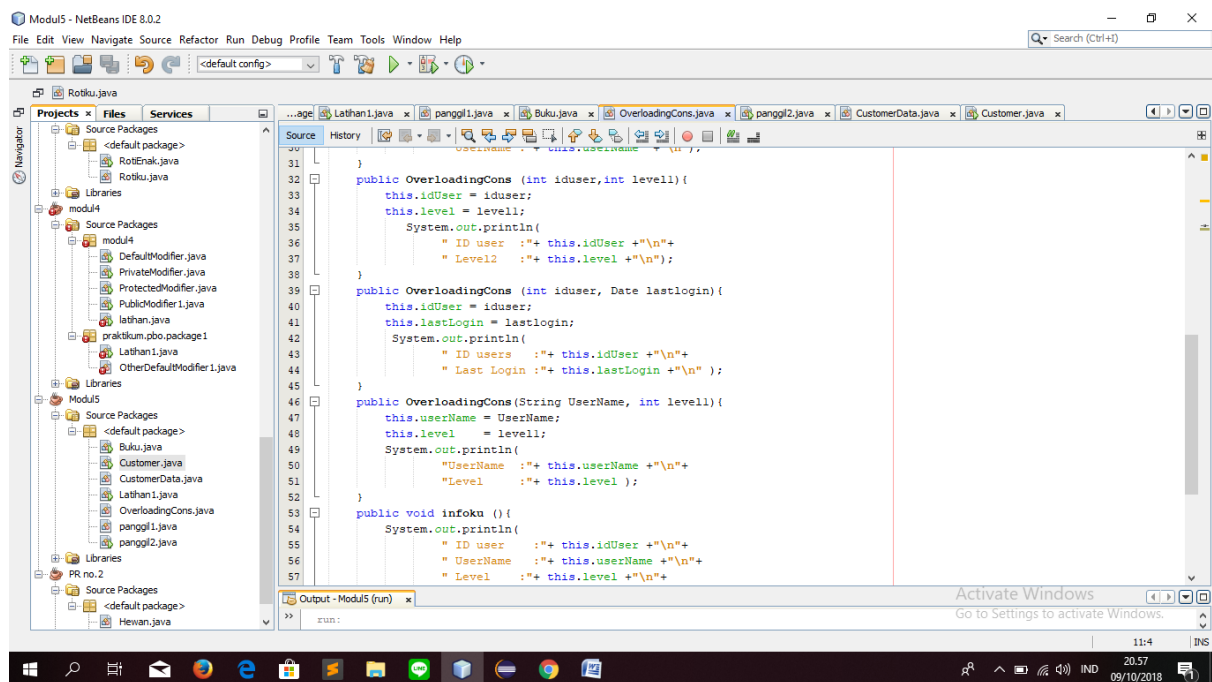 Modul5 - NetBeans IDE 8.0.2
File Edit View Navigate Source Refactor Run Debug Profile Team Tools Window Help
Search (Ctrl+I)
<default config>
Rotiku.java
Projects Files Services
...age Latihan1.java panggil1.java Buku.java OverloadingCons.java panggil2.java CustomerData.java Customer.java
Navigator
Source Packages
<default package>
RotiEnak.java
Rotiku.java
Libraries
modul4
Source Packages
modul4
DefaultModifier.java
PrivateModifier.java
ProtectedModifier.java
PublicModifier1.java
latihan.java
praktikum.pbo.package1
Latihan1.java
OtherDefaultModifier1.java
Libraries
Modul5
Source Packages
<default package>
Buku.java
Customer.java
CustomerData.java
Latihan1.java
OverloadingCons.java
panggil1.java
panggil2.java
Libraries
PR no.2
Source Packages
<default package>
Hewan.java
Source History
30 "UserName : "+ this.userName +"\n");
31 }
32 public OverloadingCons (int iduser,int level1){
33 this.idUser = iduser;
34 this.level = level1;
35 System.out.println(
36 " ID user :"+ this.idUser +"\n"+
37 " Level2 :"+ this.level +"\n");
38 }
39 public OverloadingCons (int iduser, Date lastlogin){
40 this.idUser = iduser;
41 this.lastLogin = lastlogin;
42 System.out.println(
43 " ID users :"+ this.idUser +"\n"+
44 " Last Login :"+ this.lastLogin +"\n" );
45 }
46 public OverloadingCons(String UserName, int level1){
47 this.userName = UserName;
48 this.level = level1;
49 System.out.println(
50 "UserName :"+ this.userName +"\n"+
51 "Level :"+ this.level );
52 }
53 public void infoku (){
54 System.out.println(
55 " ID user :"+ this.idUser +"\n"+
56 " UserName :"+ this.userName +"\n"+
57 " Level :"+ this.level +"\n"+
Output - Modul5 (run)
run:
Activate Windows
Go to Settings to activate Windows.
11:4 INS
LINE
IND
20.57
09/10/2018